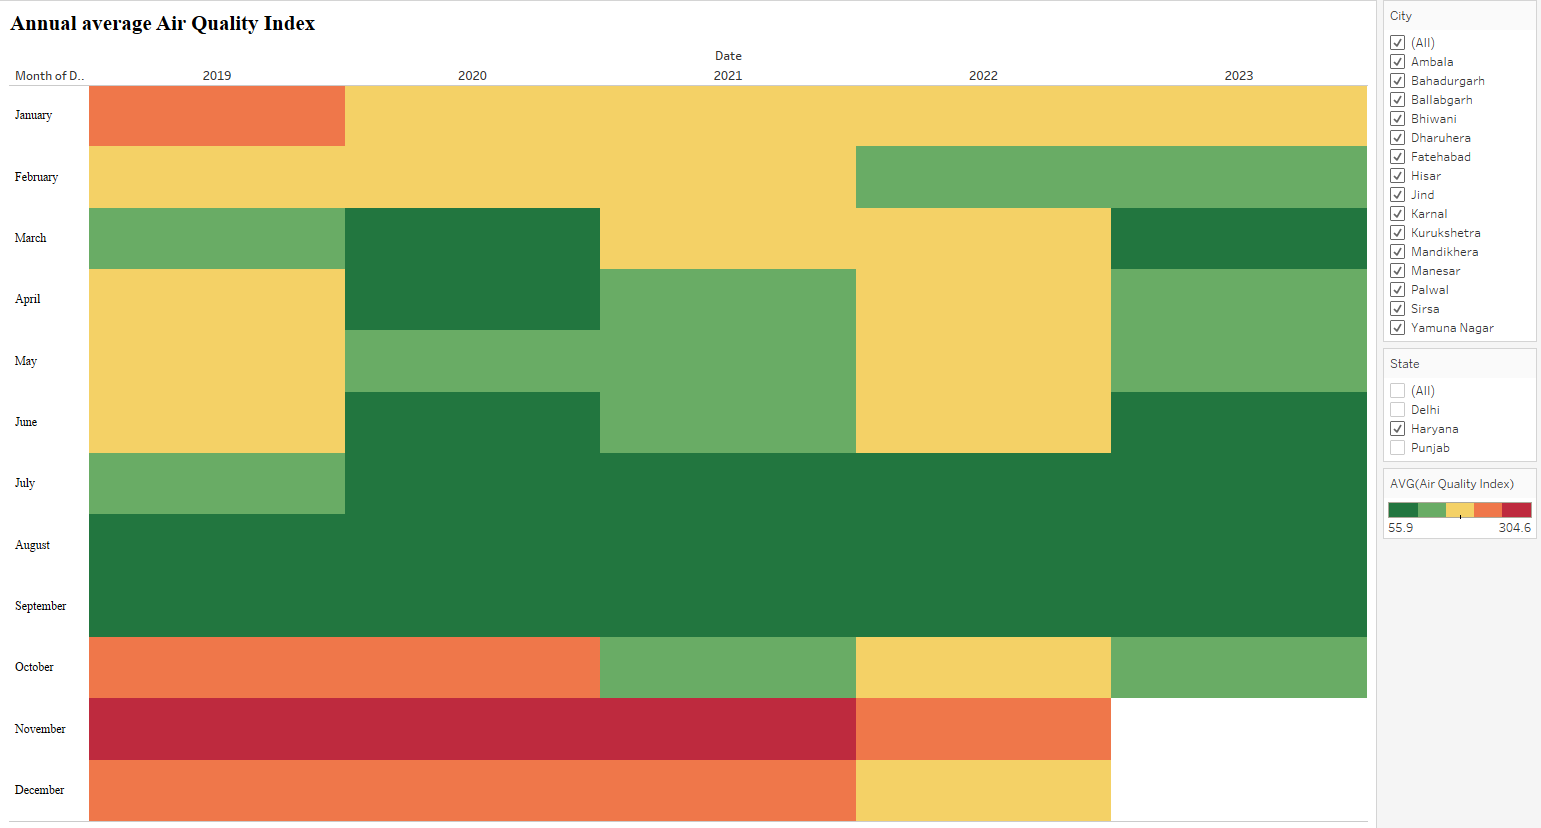 Annual average Air Quality Index
Date
Month of D.. 2019 2020 2021 2022 2023
January
February
March
April
May
June
July
August
September
October
November
December
City
(All)
Ambala
Bahadurgarh
Ballabgarh
Bhiwani
Dharuhera
Fatehabad
Hisar
Jind
Karnal
Kurukshetra
Mandikhera
Manesar
Palwal
Sirsa
Yamuna Nagar
State
(All)
Delhi
Haryana
Punjab
AVG(Air Quality Index)
55.9 304.6